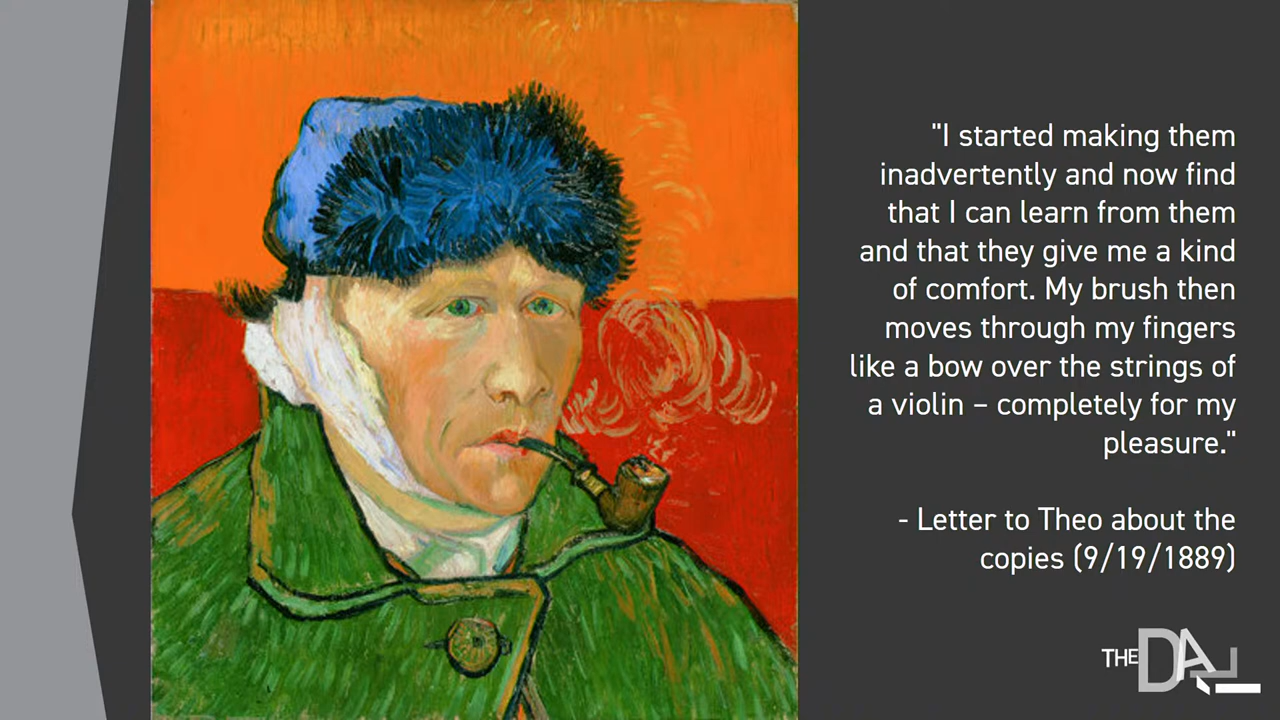 "I started making them
inadvertently and now find
that I can learn from them
and that they give me a kind
of comfort. My brush then
moves through my fingers
like a bow over the strings of
a violin – completely for my
pleasure."
- Letter to Theo about the
copies (9/19/1889)
THE DALÍ